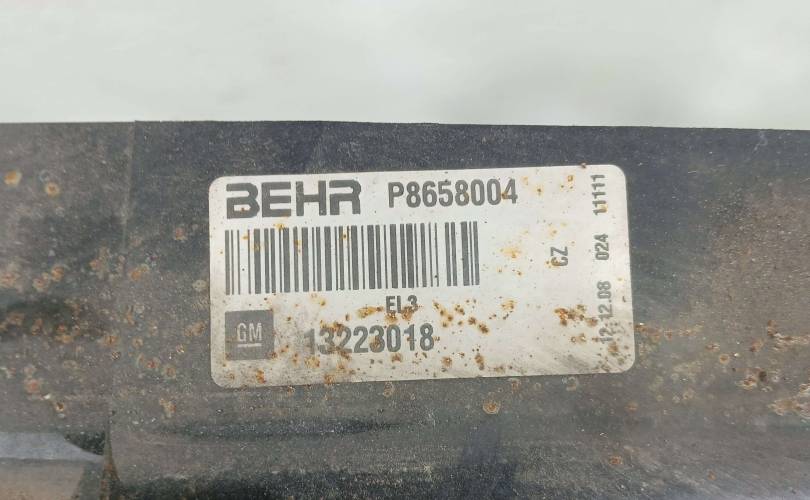 BEHR P8658004
EL3
GM 13223018
CZ
12.12.08 024 11111